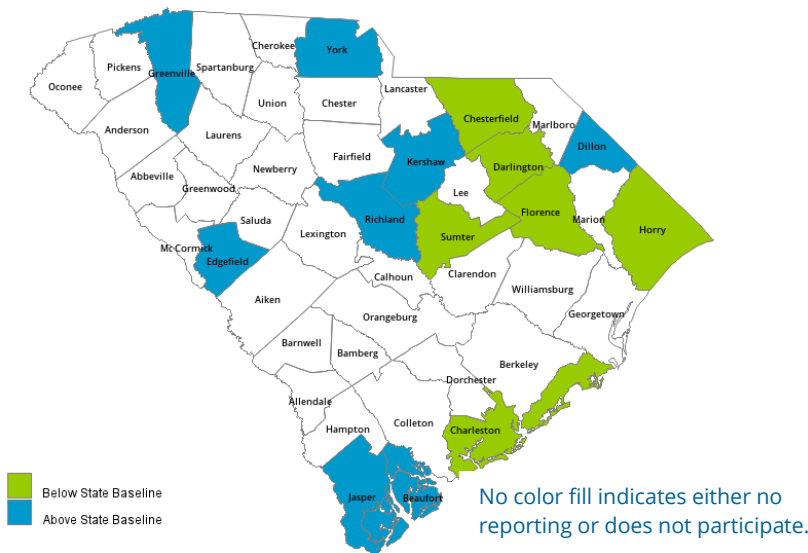 Cherokee
York
Greenville
Spartanburg
Pickens
Oconee
Lancaster
Union
Chester
Chesterfield
Marlboro
Anderson
Laurens
Dillon
Fairfield
Kershaw
Darlington
Newberry
Abbeville
Greenwood
Lee
Florence
Marion
Saluda
Richland
Horry
Lexington
Sumter
McCormick
Edgefield
Calhoun
Clarendon
Williamsburg
Aiken
Georgetown
Orangeburg
Barnwell
Bamberg
Berkeley
Dorchester
Allendale
Colleton
Hampton
Charleston
Jasper
Beaufort
Below State Baseline
Above State Baseline
No color fill indicates either no
reporting or does not participate.